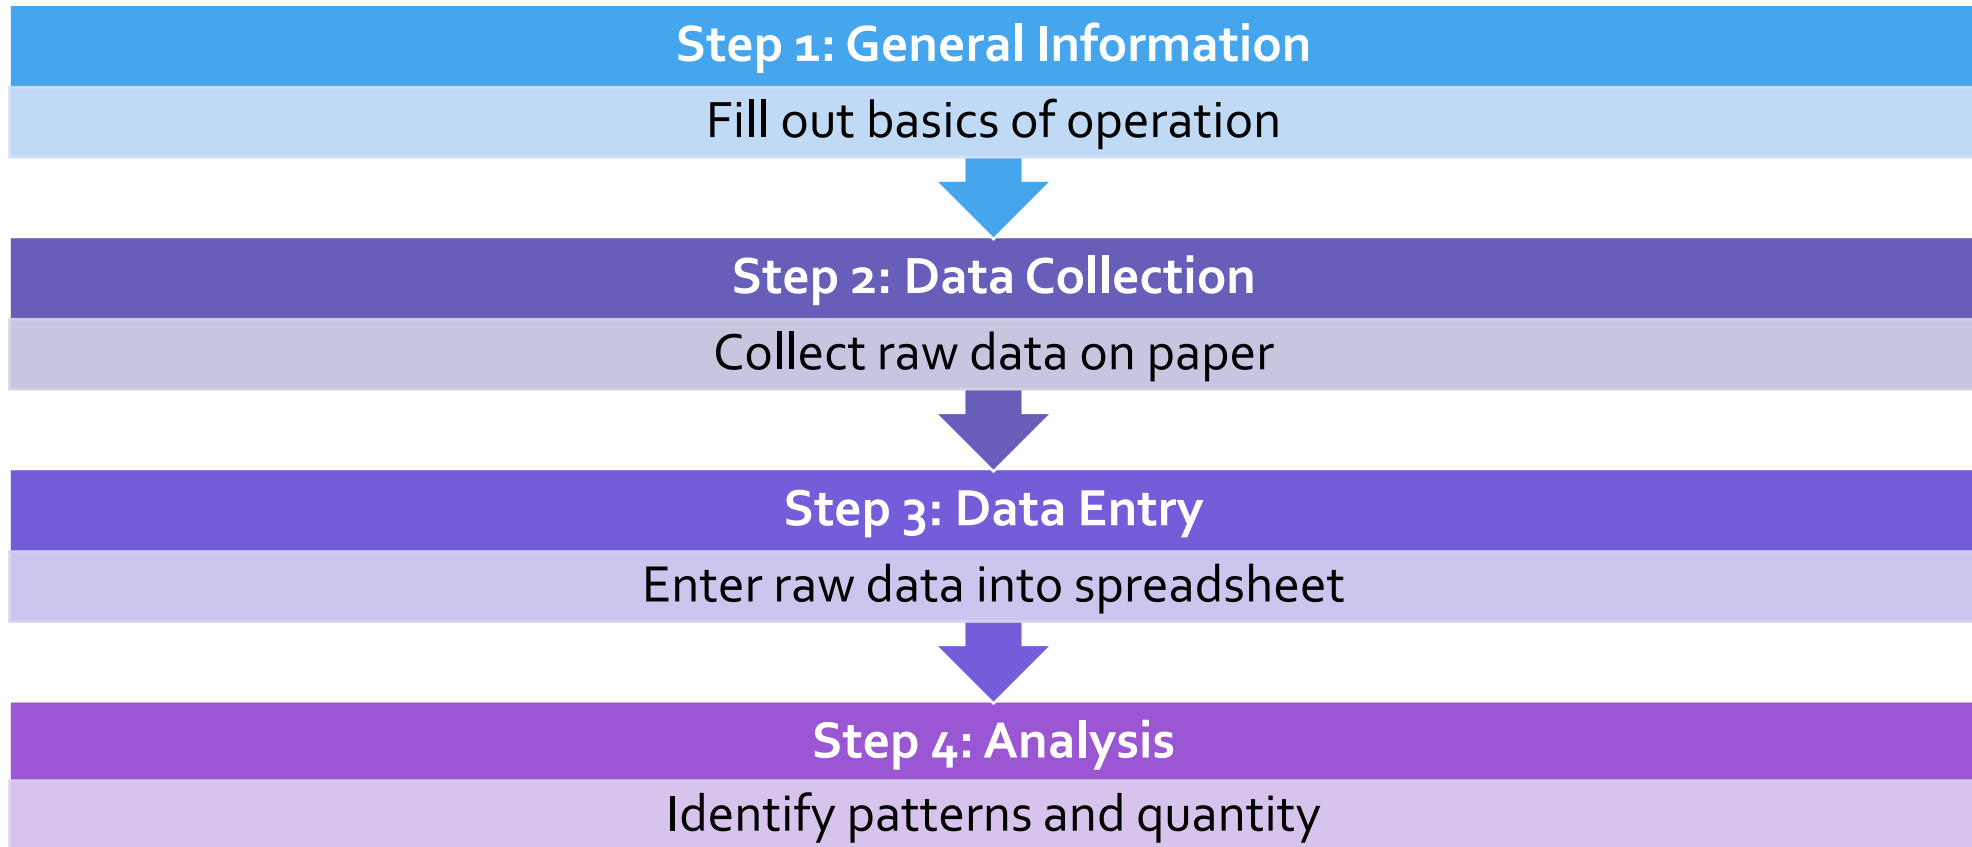 Step 1: General Information
Fill out basics of operation
Step 2: Data Collection
Collect raw data on paper
Step 3: Data Entry
Enter raw data into spreadsheet
Step 4: Analysis
Identify patterns and quantity